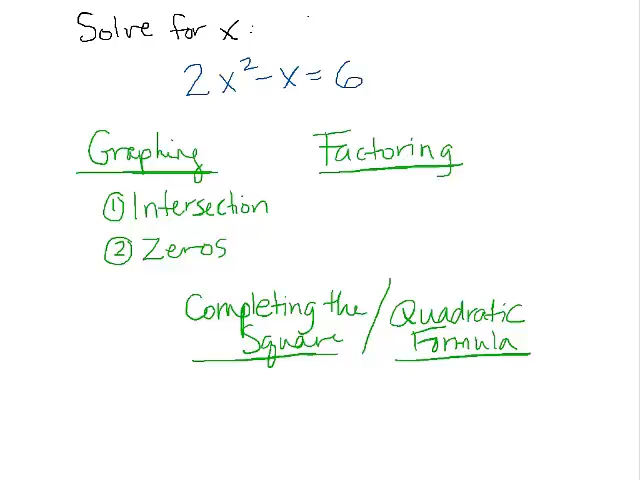 Solve for x:
2x²-x=6
Graphing
Factoring
① Intersection
② Zeros
Completing the Square / Quadratic Formula